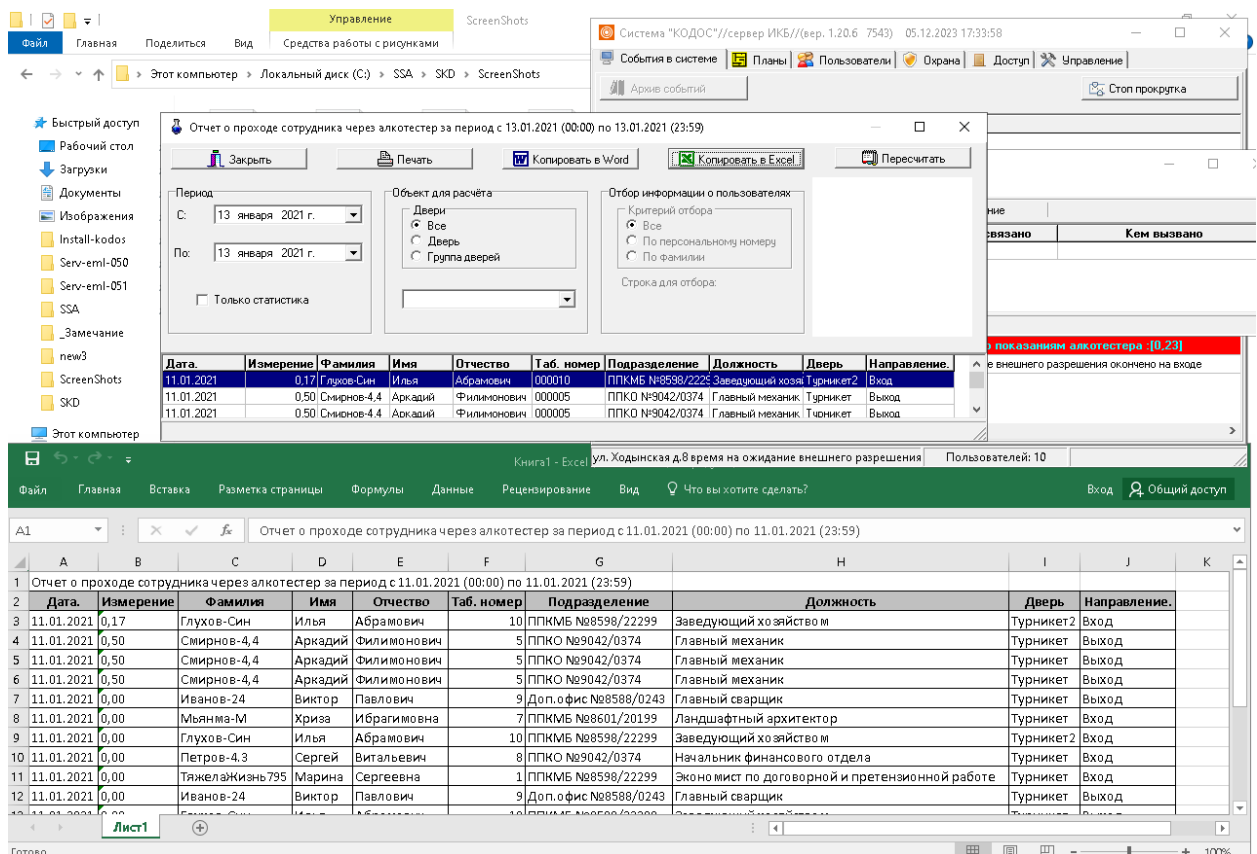 Управление
ScreenShots
Файл Главная Поделиться Вид Средства работы с рисунками
Этот компьютер > Локальный диск (C:) > SSA > SKD > ScreenShots
Быстрый доступ
Рабочий стол
Загрузки
Документы
Изображения
Install-kodos
Serv-eml-050
Serv-eml-051
SSA
_Замечание
new3
ScreenShots
SKD
Этот компьютер
Система "КОДОС"//сервер ИКБ//(вер. 1.20.6 7543) 05.12.2023 17:33:58
События в системе Планы Пользователи Охрана Доступ Управление
Архив событий Стоп прокрутка
Кем вызвано
о показаниям алкотестера :[0,23]
е внешнего разрешения окончено на входе
Отчет о проходе сотрудника через алкотестер за период с 13.01.2021 (00:00) по 13.01.2021 (23:59)
Закрыть Печать Копировать в Word Копировать в Excel Пересчитать
Период
С: 13 января 2021 г.
По: 13 января 2021 г.
Только статистика
Объект для расчёта
Двери
Все
Дверь
Группа дверей
Отбор информации о пользователях
Критерий отбора
Все
По персональному номеру
По фамилии
Строка для отбора:
Дата. Измерение Фамилия Имя Отчество Таб. номер Подразделение Должность Дверь Направление.
11.01.2021 0,17 Глухов-Син Илья Абрамович 000010 ППКМБ №8598/2229 Заведующий хозя Турникет2 Вход
11.01.2021 0,50 Смирнов-4,4 Аркадий Филимонович 000005 ППКО №9042/0374 Главный механик Турникет Выход
11.01.2021 0,50 Смирнов-4,4 Аркадий Филимонович 000005 ППКО №9042/0374 Главный механик Турникет Выход
ул. Ходынская д.8 время на ожидание внешнего разрешения Пользователей: 10
Книга1 - Excel
Файл Главная Вставка Разметка страницы Формулы Данные Рецензирование Вид Что вы хотите сделать? Вход Общий доступ
A1 fx Отчет о проходе сотрудника через алкотестер за период с 11.01.2021 (00:00) по 11.01.2021 (23:59)
A B C D E F G H I J K
1 Отчет о проходе сотрудника через алкотестер за период с 11.01.2021 (00:00) по 11.01.2021 (23:59)
2 Дата. Измерение Фамилия Имя Отчество Таб. номер Подразделение Должность Дверь Направление.
3 11.01.2021 0,17 Глухов-Син Илья Абрамович 10 ППКМБ №8598/22299 Заведующий хозяйством Турникет2 Вход
4 11.01.2021 0,50 Смирнов-4,4 Аркадий Филимонович 5 ППКО №9042/0374 Главный механик Турникет Выход
5 11.01.2021 0,50 Смирнов-4,4 Аркадий Филимонович 5 ППКО №9042/0374 Главный механик Турникет Выход
6 11.01.2021 0,50 Смирнов-4,4 Аркадий Филимонович 5 ППКО №9042/0374 Главный механик Турникет Выход
7 11.01.2021 0,00 Иванов-24 Виктор Павлович 9 Доп.офис №8588/0243 Главный сварщик Турникет Выход
8 11.01.2021 0,00 Мьянма-М Хриза Ибрагимовна 7 ППКМБ №8601/20199 Ландшафтный архитектор Турникет Вход
9 11.01.2021 0,00 Глухов-Син Илья Абрамович 10 ППКМБ №8598/22299 Заведующий хозяйством Турникет2 Вход
10 11.01.2021 0,00 Петров-4.3 Сергей Витальевич 8 ППКО №9042/0374 Начальник финансового отдела Турникет Вход
11 11.01.2021 0,00 ТяжелаЖизнь795 Марина Сергеевна 1 ППКМБ №8598/22299 Экономист по договорной и претензионной работе Турникет Вход
12 11.01.2021 0,00 Иванов-24 Виктор Павлович 9 Доп.офис №8588/0243 Главный сварщик Турникет Вход
Лист1
Готово 100%